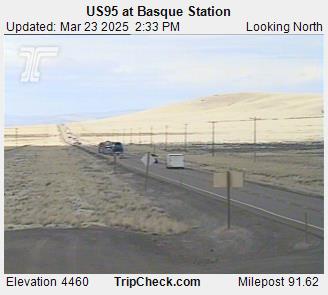 US95 at Basque Station
Updated: Mar 23 2025 2:33 PM Looking North
Elevation 4460 TripCheck.com Milepost 91.62